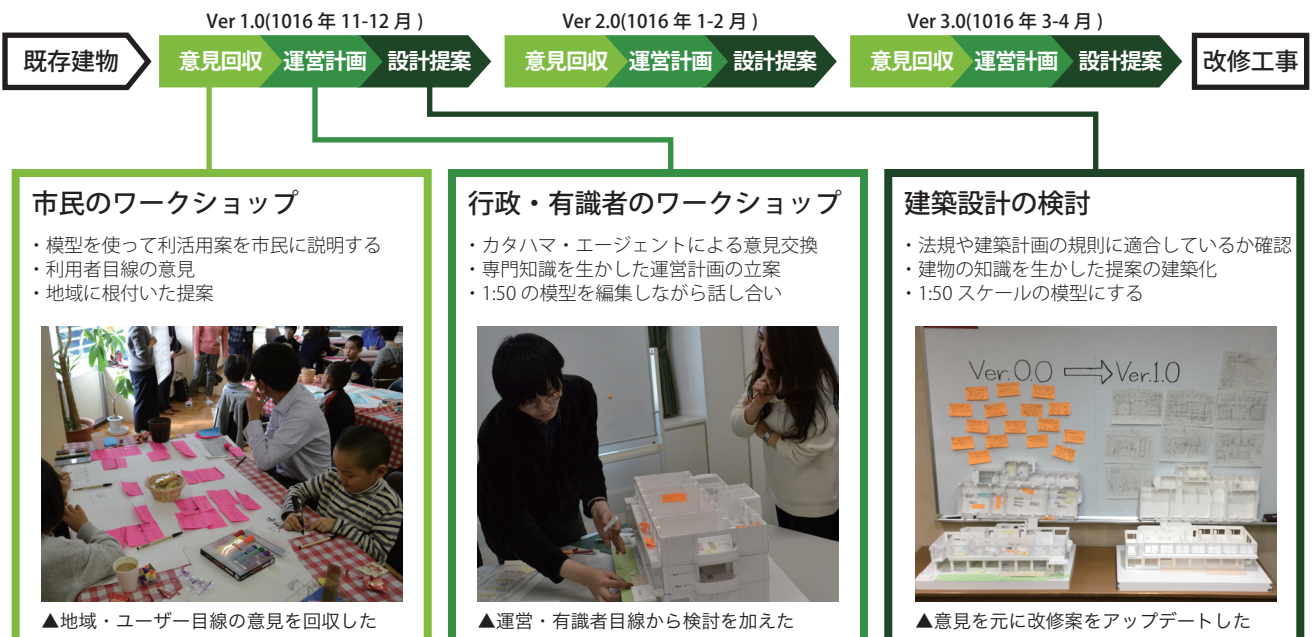 Ver 1.0(1016 年 11-12 月 )
Ver 2.0(1016 年 1-2 月 )
Ver 3.0(1016 年 3-4 月 )
既存建物
意見回収
運営計画
設計提案
意見回収
運営計画
設計提案
意見回収
運営計画
設計提案
改修工事
市民のワークショップ
・模型を使って利活用案を市民に説明する
・利用者目線の意見
・地域に根付いた提案
▲地域・ユーザー目線の意見を回収した
行政・有識者のワークショップ
・カタハマ・エージェントによる意見交換
・専門知識を生かした運営計画の立案
・1:50 の模型を編集しながら話し合い
▲運営・有識者目線から検討を加えた
建築設計の検討
・法規や建築計画の規則に適合しているか確認
・建物の知識を生かした提案の建築化
・1:50 スケールの模型にする
Ver.0.0 ⟹ Ver.1.0
▲意見を元に改修案をアップデートした